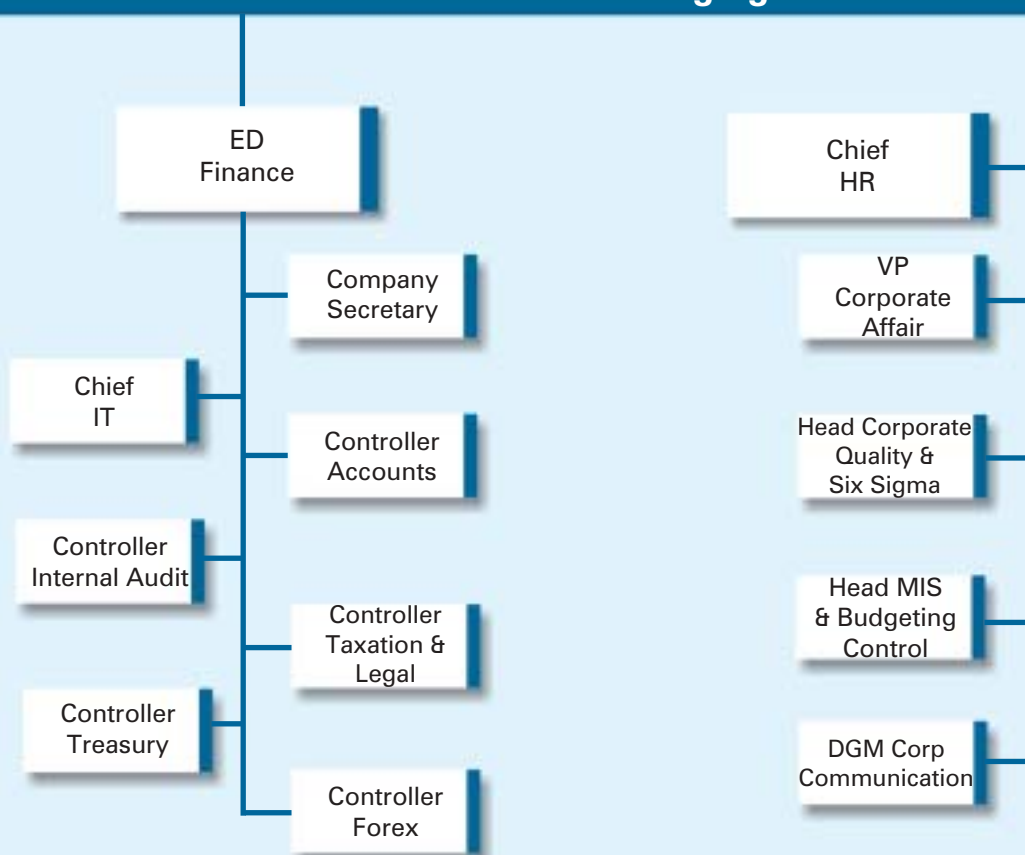 ED
Finance
Company
Secretary
Chief
IT
Controller
Accounts
Controller
Internal Audit
Controller
Taxation &
Legal
Controller
Treasury
Controller
Forex
Chief
HR
VP
Corporate
Affair
Head Corporate
Quality &
Six Sigma
Head MIS
& Budgeting
Control
DGM Corp
Communication